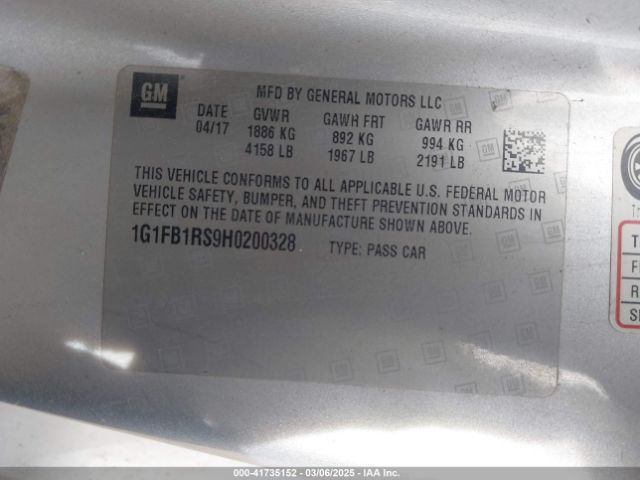 GM
MFD BY GENERAL MOTORS LLC
DATE GVWR GAWR FRT GAWR RR
04/17 1886 KG 892 KG 994 KG
4158 LB 1967 LB 2191 LB
THIS VEHICLE CONFORMS TO ALL APPLICABLE U.S. FEDERAL MOTOR
VEHICLE SAFETY, BUMPER, AND THEFT PREVENTION STANDARDS IN
EFFECT ON THE DATE OF MANUFACTURE SHOWN ABOVE.
1G1FB1RS9H0200328 TYPE: PASS CAR
000-41735152 — 03/06/2025 — IAA Inc.